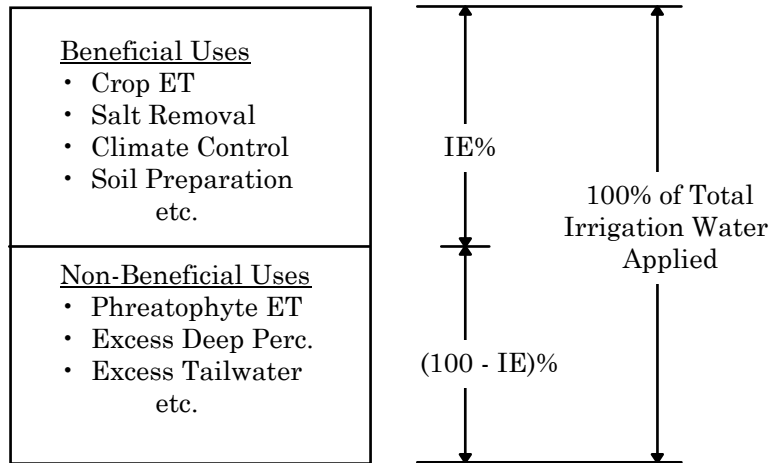 Beneficial Uses
・ Crop ET
・ Salt Removal
・ Climate Control
・ Soil Preparation
etc.
Non-Beneficial Uses
・ Phreatophyte ET
・ Excess Deep Perc.
・ Excess Tailwater
etc.
IE%
(100 - IE)%
100% of Total
Irrigation Water
Applied